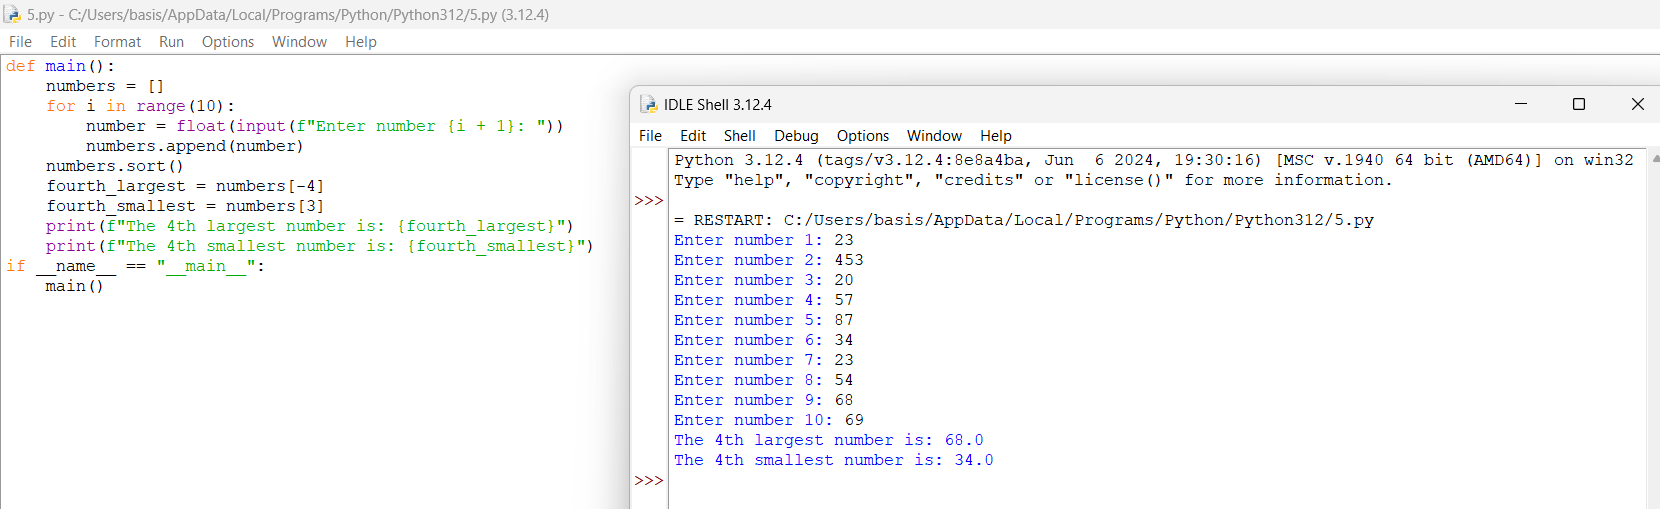 5.py - C:/Users/basis/AppData/Local/Programs/Python/Python312/5.py (3.12.4)
File Edit Format Run Options Window Help
def main():
    numbers = []
    for i in range(10):
        number = float(input(f"Enter number {i + 1}: "))
        numbers.append(number)
    numbers.sort()
    fourth_largest = numbers[-4]
    fourth_smallest = numbers[3]
    print(f"The 4th largest number is: {fourth_largest}")
    print(f"The 4th smallest number is: {fourth_smallest}")
if __name__ == "__main__":
    main()
IDLE Shell 3.12.4
File Edit Shell Debug Options Window Help
Python 3.12.4 (tags/v3.12.4:8e8a4ba, Jun  6 2024, 19:30:16) [MSC v.1940 64 bit (AMD64)] on win32
Type "help", "copyright", "credits" or "license()" for more information.
>>>
= RESTART: C:/Users/basis/AppData/Local/Programs/Python/Python312/5.py
Enter number 1: 23
Enter number 2: 453
Enter number 3: 20
Enter number 4: 57
Enter number 5: 87
Enter number 6: 34
Enter number 7: 23
Enter number 8: 54
Enter number 9: 68
Enter number 10: 69
The 4th largest number is: 68.0
The 4th smallest number is: 34.0
>>>